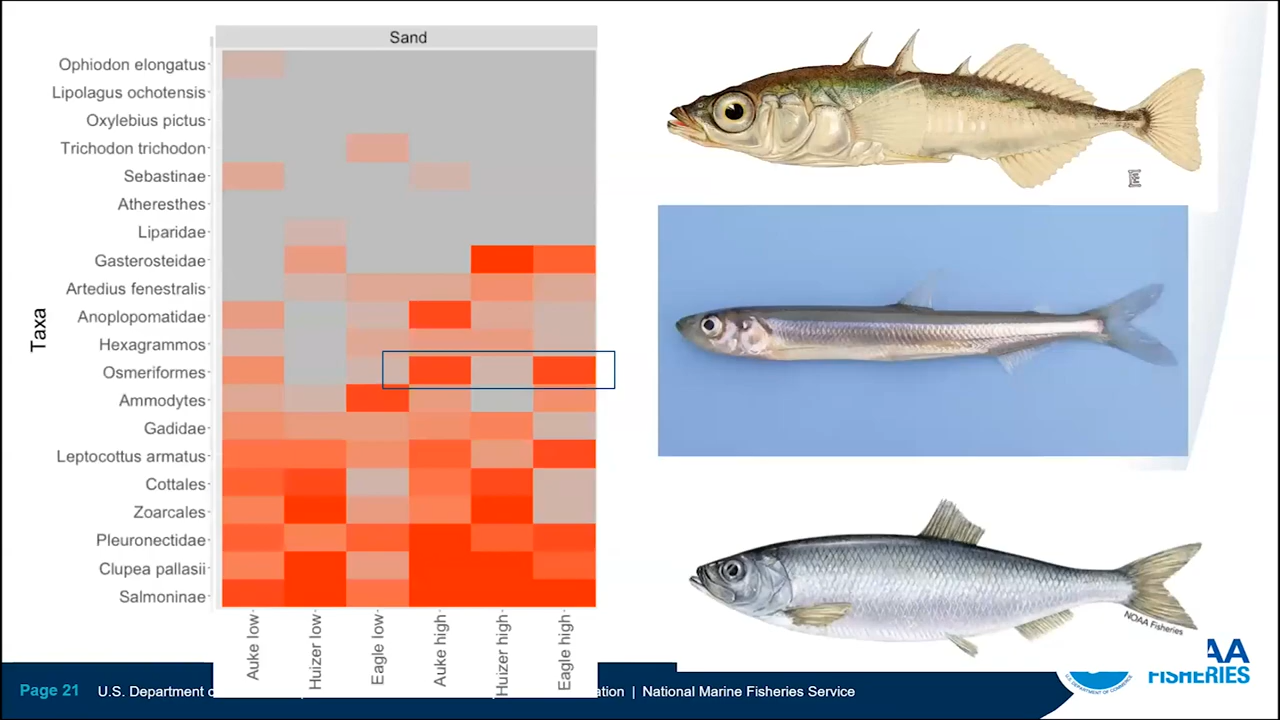 Sand
Ophiodon elongatus
Lipolagus ochotensis
Oxylebius pictus
Trichodon trichodon
Sebastinae
Atheresthes
Liparidae
Gasterosteidae
Artedius fenestralis
Anoplopomatidae
Hexagrammos
Osmeriformes
Ammodytes
Gadidae
Leptocottus armatus
Cottales
Zoarcales
Pleuronectidae
Clupea pallasii
Salmoninae
Taxa
Auke low
Huizer low
Eagle low
Auke high
Huizer high
Eagle high
NOAA Fisheries
AA
FISHERIES
Page 21 U.S. Department ation | National Marine Fisheries Service